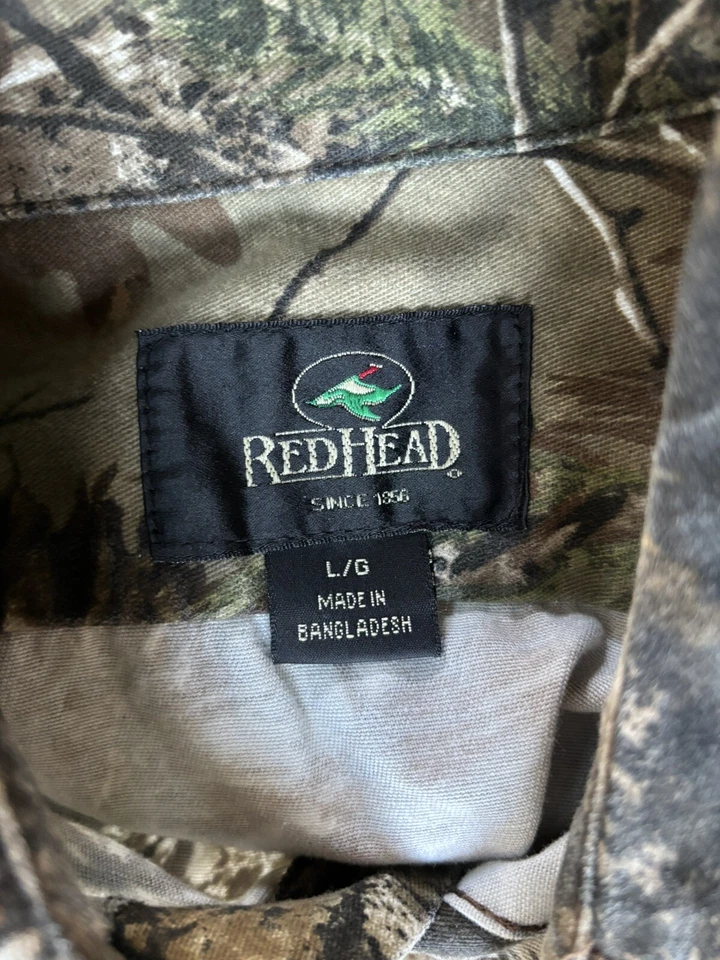 REDHEAD
SINCE 1856
L/G
MADE IN
BANGLADESH